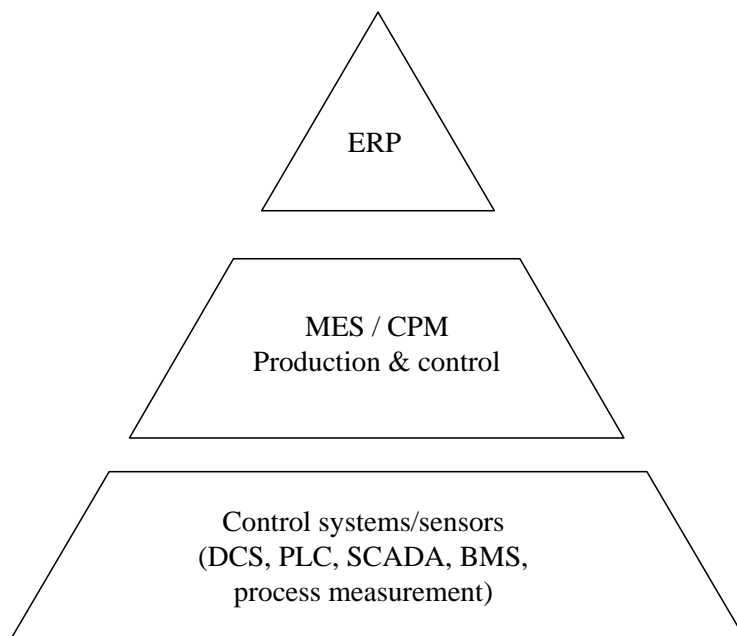 ERP
MES / CPM
Production & control
Control systems/sensors
(DCS, PLC, SCADA, BMS,
process measurement)